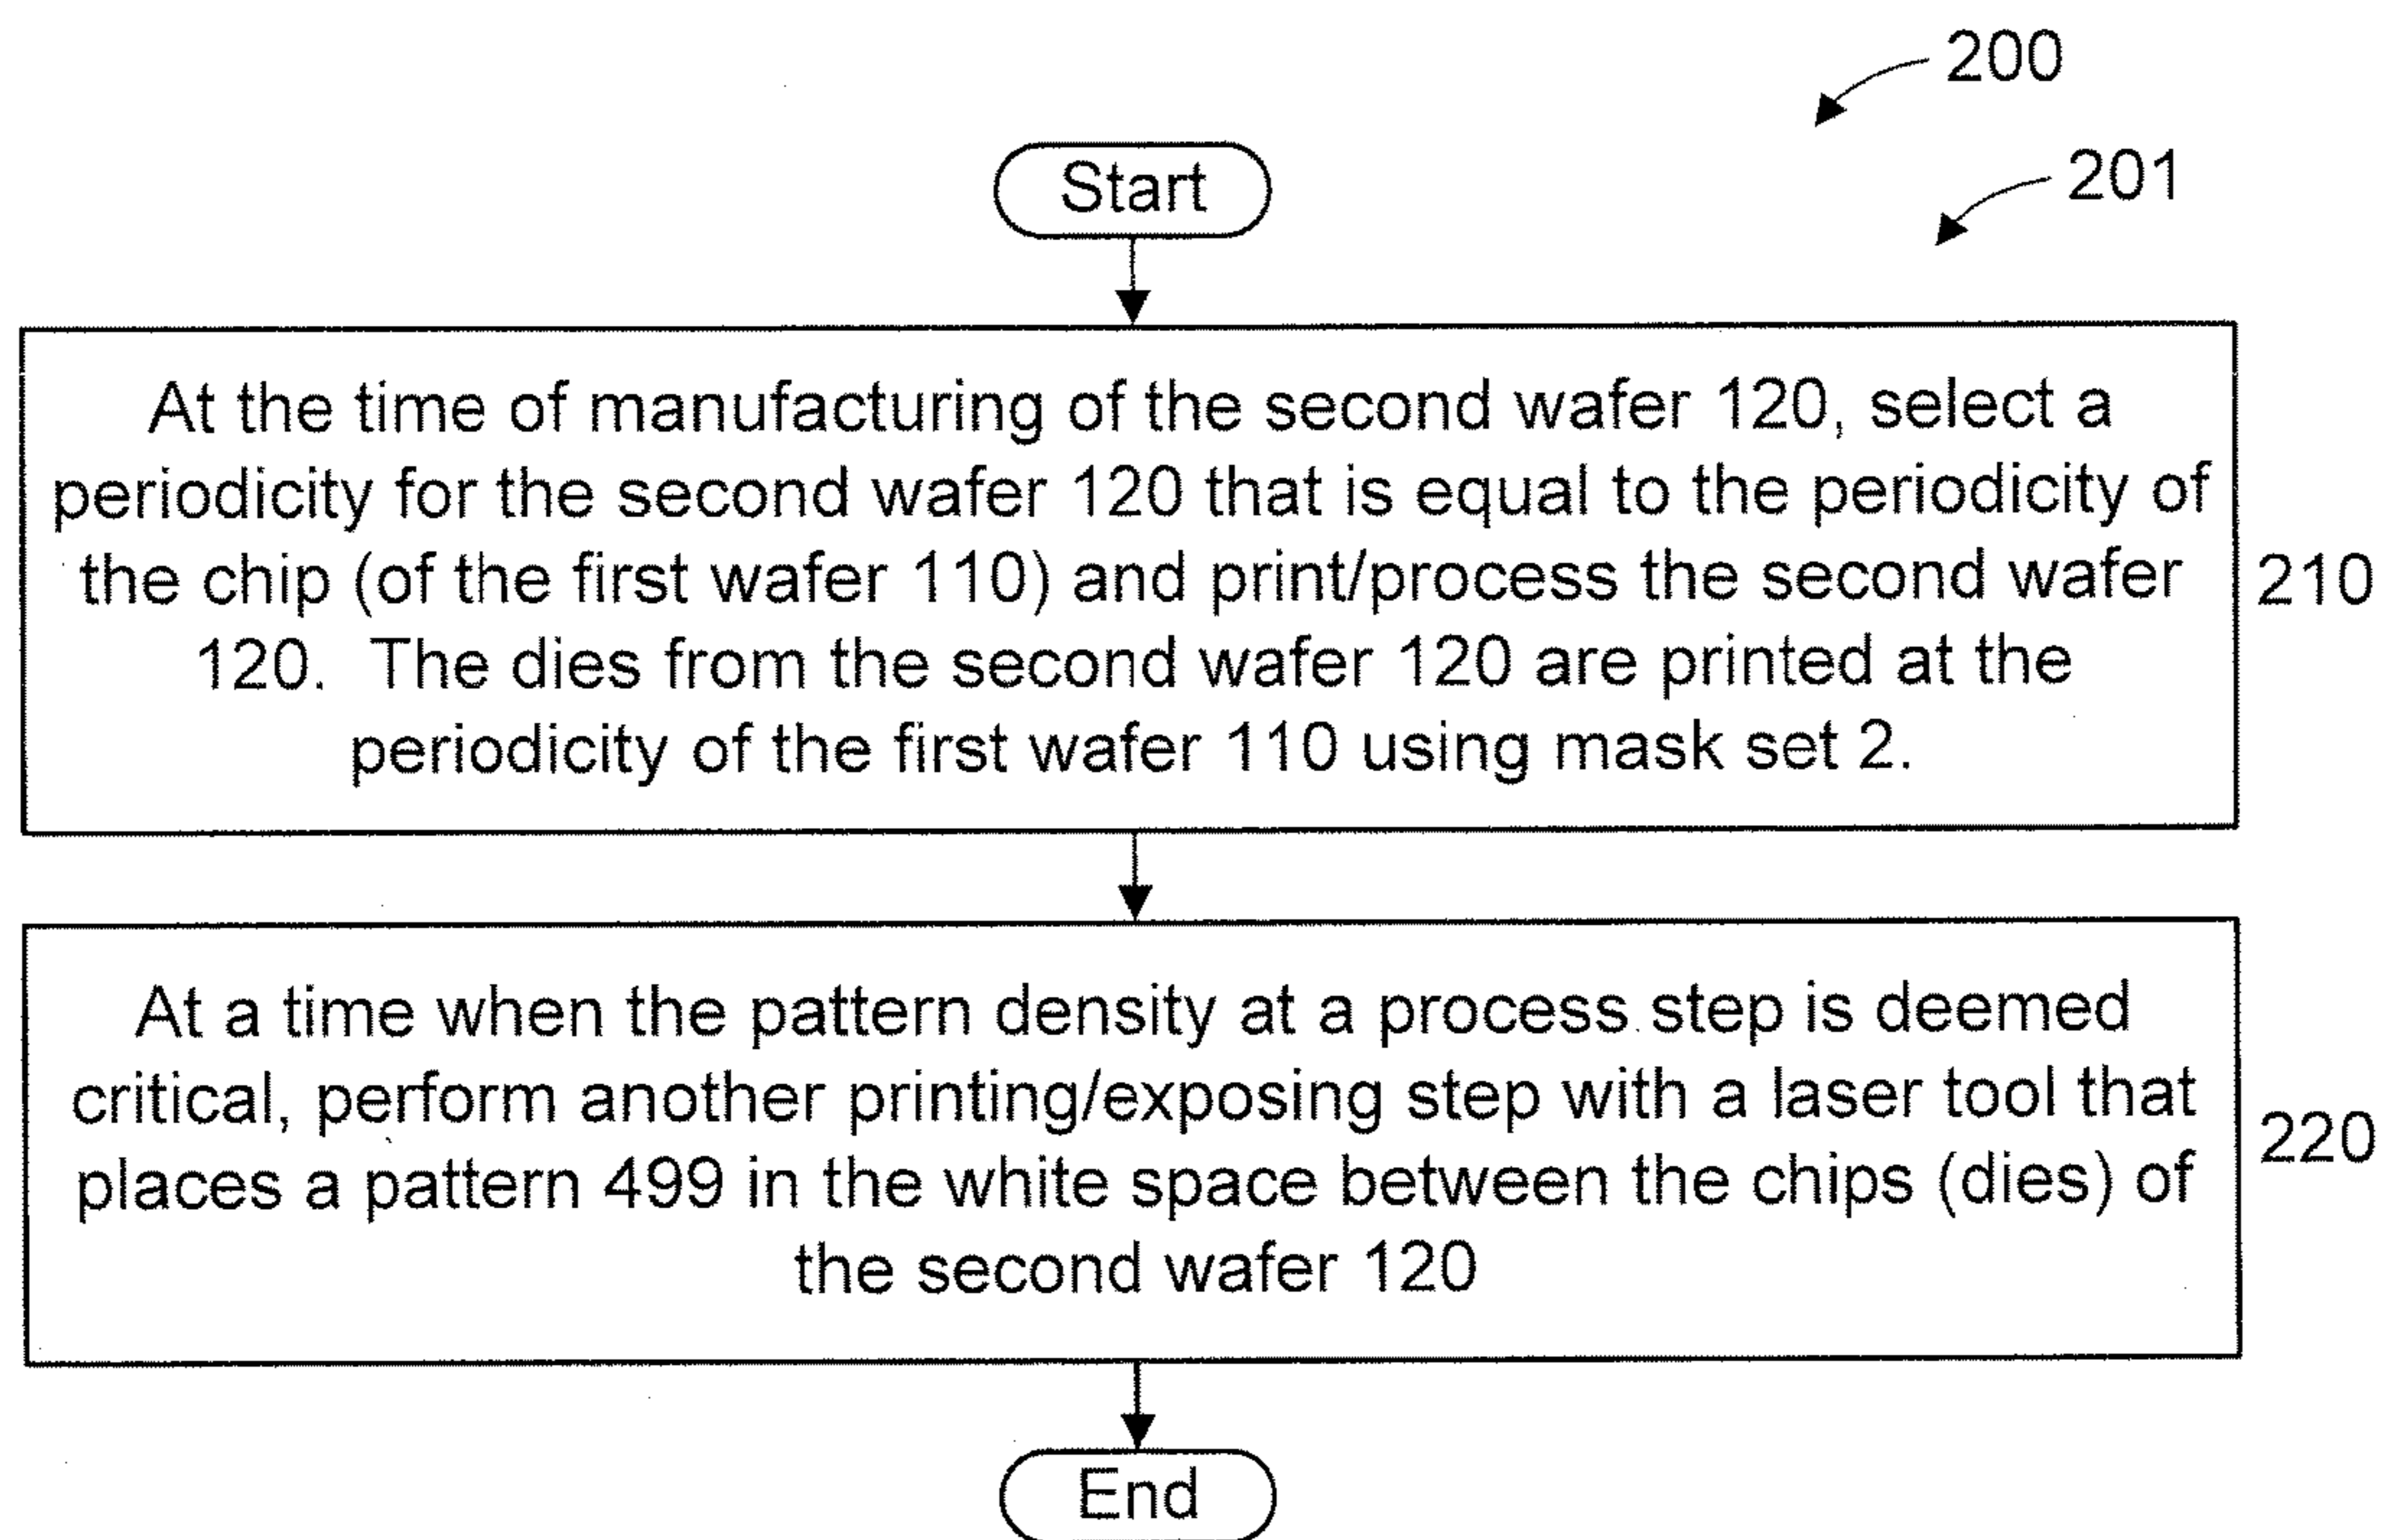 200
201
Start
At the time of manufacturing of the second wafer 120, select a
periodicity for the second wafer 120 that is equal to the periodicity of
the chip (of the first wafer 110) and print/process the second wafer
120. The dies from the second wafer 120 are printed at the
periodicity of the first wafer 110 using mask set 2.
210
At a time when the pattern density at a process step is deemed
critical, perform another printing/exposing step with a laser tool that
places a pattern 499 in the white space between the chips (dies) of
the second wafer 120
220
End